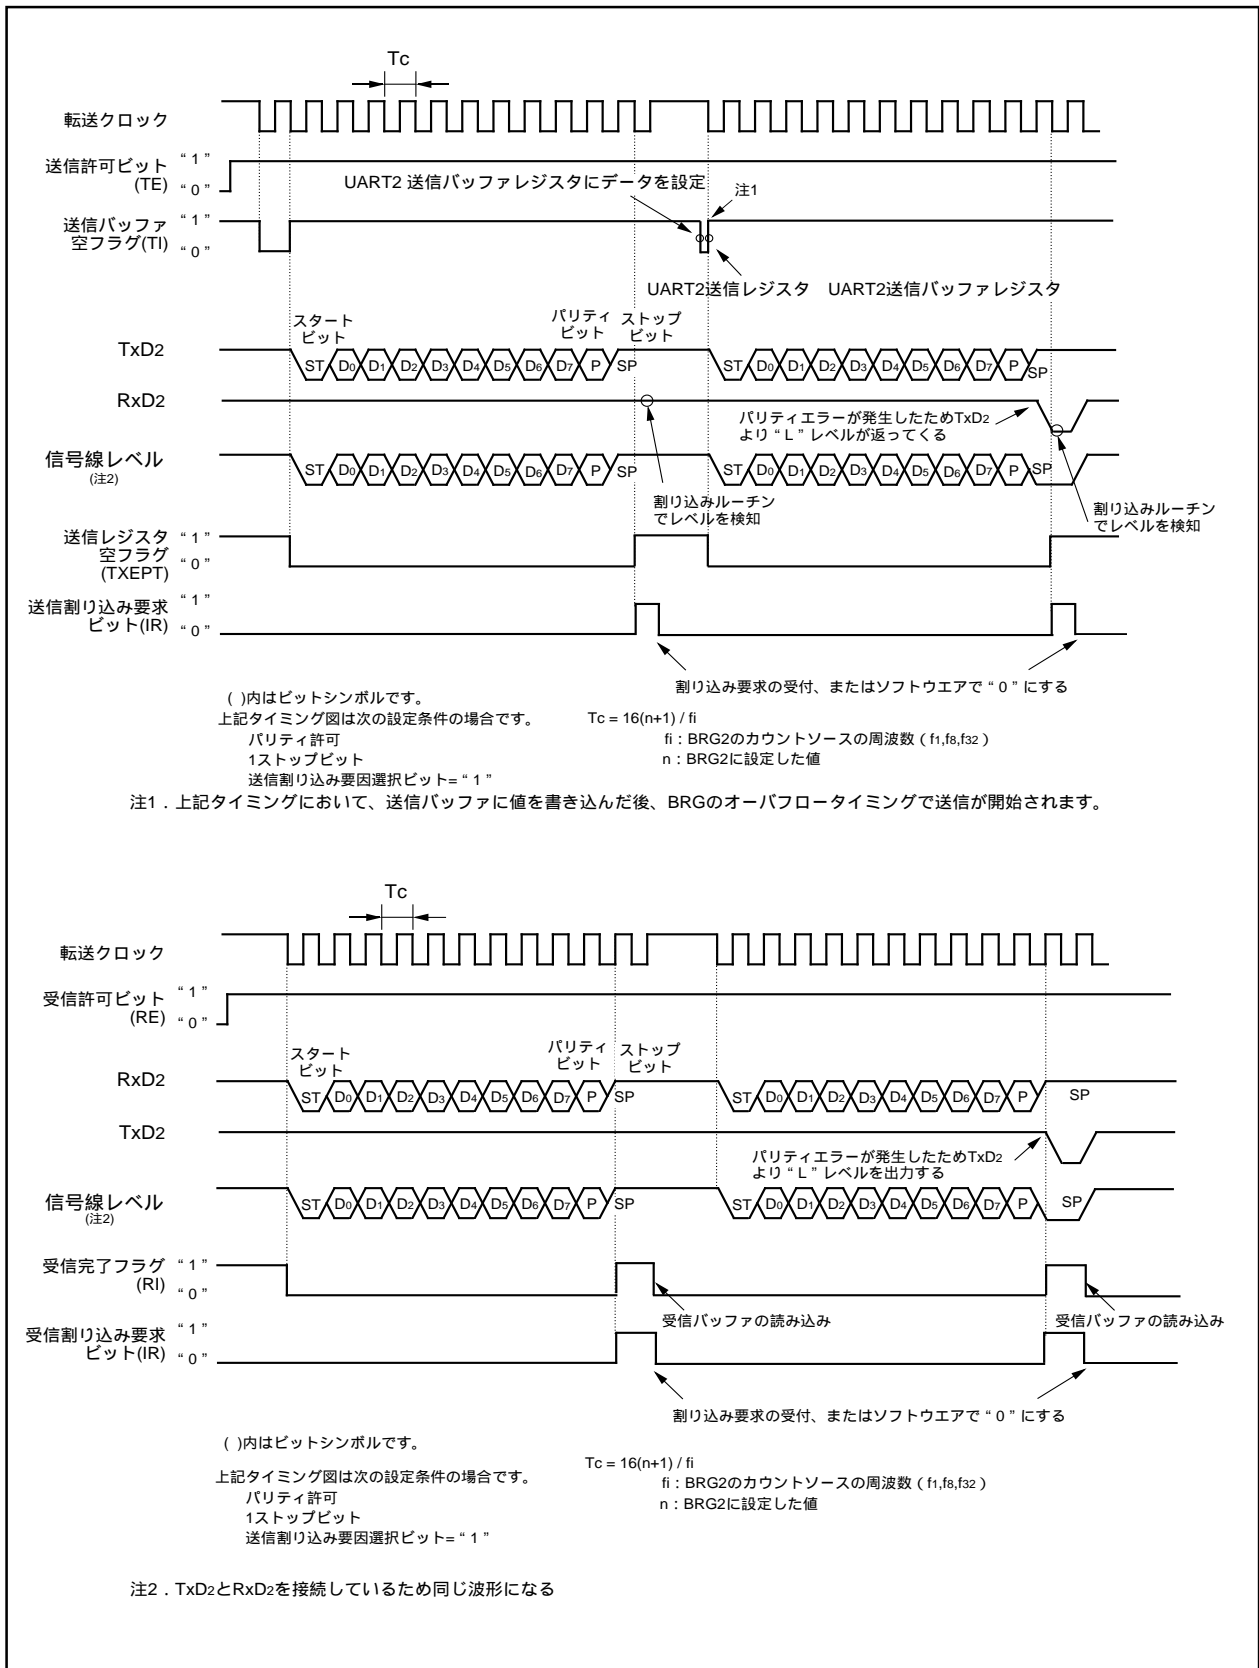 Tc
転送クロック
送信許可ビット
(TE)
“ 1 ”
“ 0 ”
UART2 送信バッファレジスタにデータを設定
注1
送信バッファ
空フラグ(TI)
“ 1 ”
“ 0 ”
UART2送信レジスタ UART2送信バッファレジスタ
スタート
ビット
パリティ
ビット
ストップ
ビット
TxD2
ST D0 D1 D2 D3 D4 D5 D6 D7 P SP
ST D0 D1 D2 D3 D4 D5 D6 D7 P SP
RxD2
パリティエラーが発生したためTxD2
より “ L ” レベルが返ってくる
信号線レベル
(注2)
ST D0 D1 D2 D3 D4 D5 D6 D7 P SP
ST D0 D1 D2 D3 D4 D5 D6 D7 P SP
割り込みルーチン
でレベルを検知
割り込みルーチン
でレベルを検知
送信レジスタ
空フラグ
(TXEPT)
“ 1 ”
“ 0 ”
送信割り込み要求
ビット(IR)
“ 1 ”
“ 0 ”
割り込み要求の受付、またはソフトウエアで “ 0 ” にする
( )内はビットシンボルです。
上記タイミング図は次の設定条件の場合です。
パリティ許可
1ストップビット
送信割り込み要因選択ビット= “ 1 ”
Tc = 16(n+1) / fi
fi : BRG2のカウントソースの周波数 ( f1,f8,f32 )
n : BRG2に設定した値
注1 . 上記タイミングにおいて、送信バッファに値を書き込んだ後、BRGのオーバフロータイミングで送信が開始されます。
Tc
転送クロック
受信許可ビット
(RE)
“ 1 ”
“ 0 ”
スタート
ビット
パリティ
ビット
ストップ
ビット
RxD2
ST D0 D1 D2 D3 D4 D5 D6 D7 P SP
ST D0 D1 D2 D3 D4 D5 D6 D7 P SP
TxD2
パリティエラーが発生したためTxD2
より “ L ” レベルを出力する
信号線レベル
(注2)
ST D0 D1 D2 D3 D4 D5 D6 D7 P SP
ST D0 D1 D2 D3 D4 D5 D6 D7 P SP
受信完了フラグ
(RI)
“ 1 ”
“ 0 ”
受信バッファの読み込み
受信バッファの読み込み
受信割り込み要求
ビット(IR)
“ 1 ”
“ 0 ”
割り込み要求の受付、またはソフトウエアで “ 0 ” にする
( )内はビットシンボルです。
上記タイミング図は次の設定条件の場合です。
パリティ許可
1ストップビット
送信割り込み要因選択ビット= “ 1 ”
Tc = 16(n+1) / fi
fi : BRG2のカウントソースの周波数 ( f1,f8,f32 )
n : BRG2に設定した値
注2 . TxD2とRxD2を接続しているため同じ波形になる